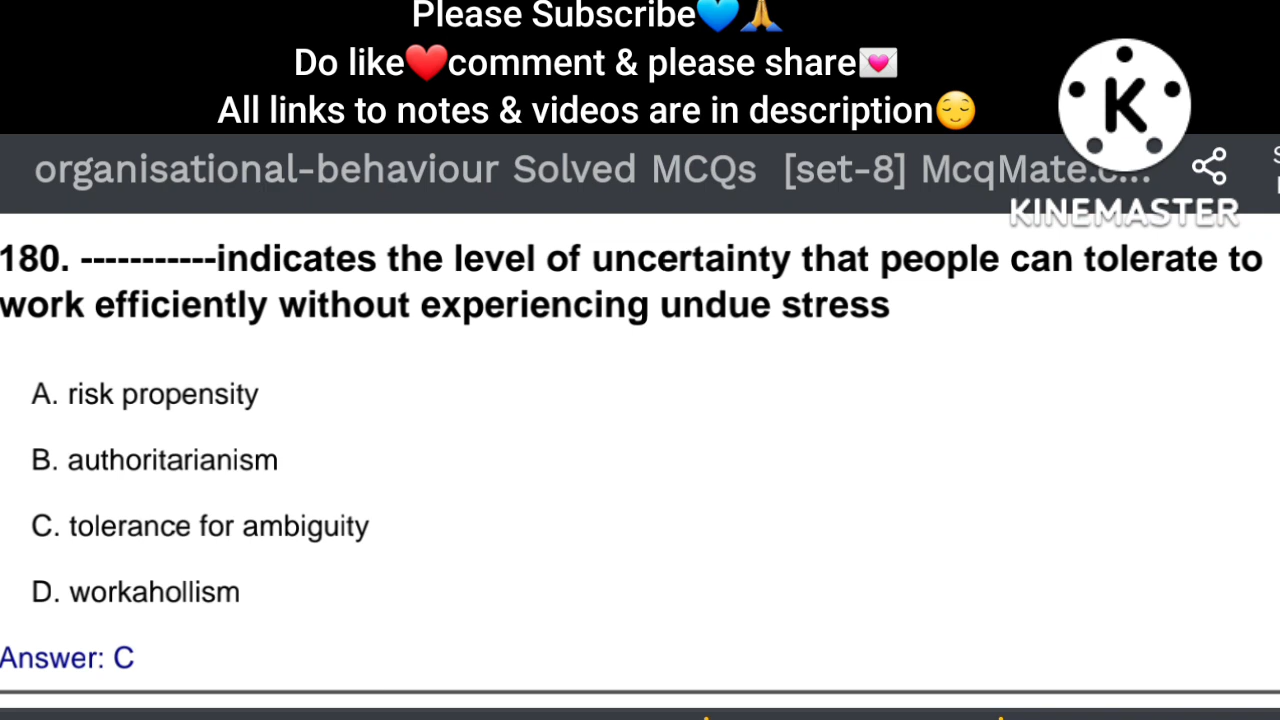 Please Subscribe💙🙏
Do like❤️comment & please share💌
All links to notes & videos are in description😌
K
organisational-behaviour Solved MCQs [set-8] McqMate.c...
KINEMASTER
180. -----------indicates the level of uncertainty that people can tolerate to
work efficiently without experiencing undue stress
A. risk propensity
B. authoritarianism
C. tolerance for ambiguity
D. workahollism
Answer: C